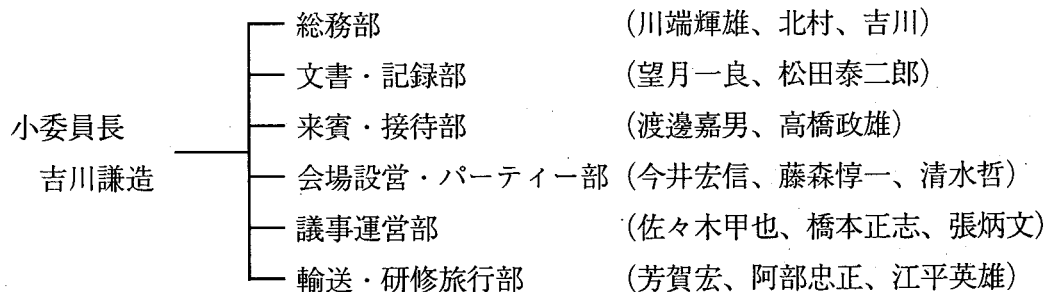 総務部 (川端輝雄、北村、吉川)
文書・記録部 (望月一良、松田泰二郎)
小委員長
来賓・接待部 (渡邊嘉男、高橋政雄)
吉川謙造
会場設営・パーティー部 (今井宏信、藤森惇一、清水哲)
議事運営部 (佐々木甲也、橋本正志、張炳文)
輸送・研修旅行部 (芳賀宏、阿部忠正、江平英雄)